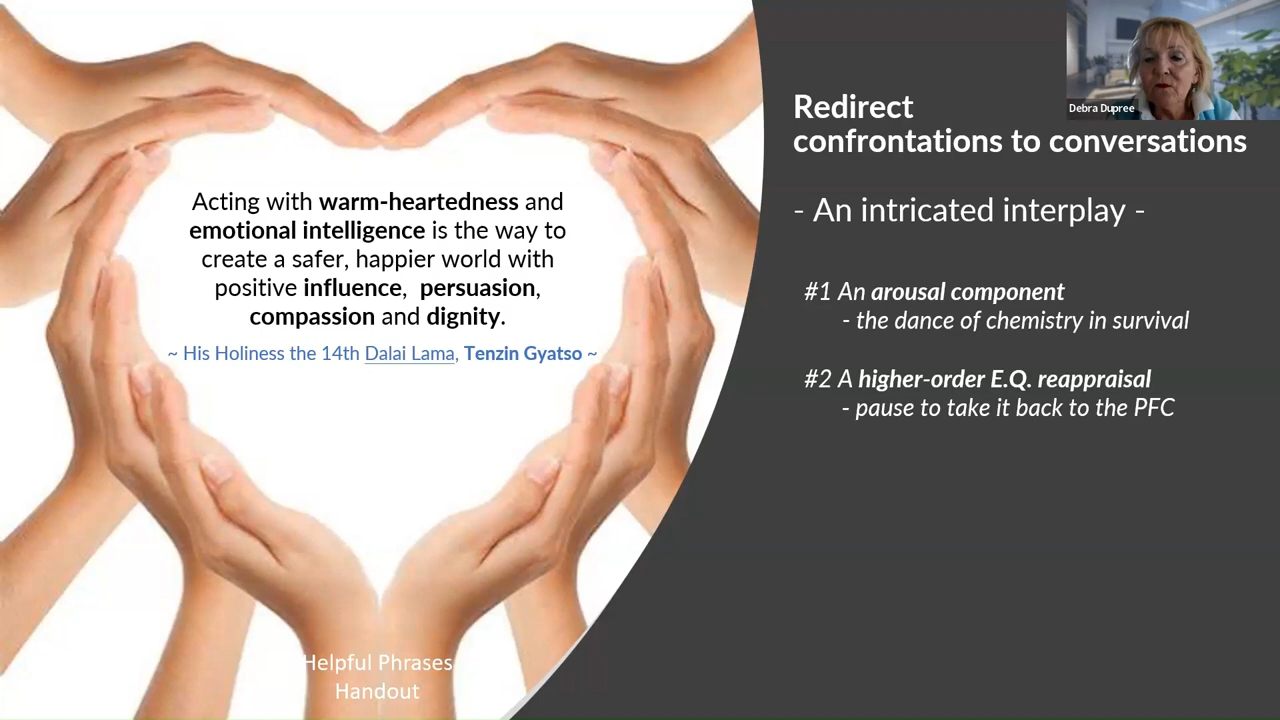 Acting with warm-heartedness and
emotional intelligence is the way to
create a safer, happier world with
positive influence, persuasion,
compassion and dignity.
~ His Holiness the 14th Dalai Lama, Tenzin Gyatso ~
Helpful Phrases
Handout
Debra Dupree
Redirect
confrontations to conversations
- An intricated interplay -
#1 An arousal component
- the dance of chemistry in survival
#2 A higher-order E.Q. reappraisal
- pause to take it back to the PFC